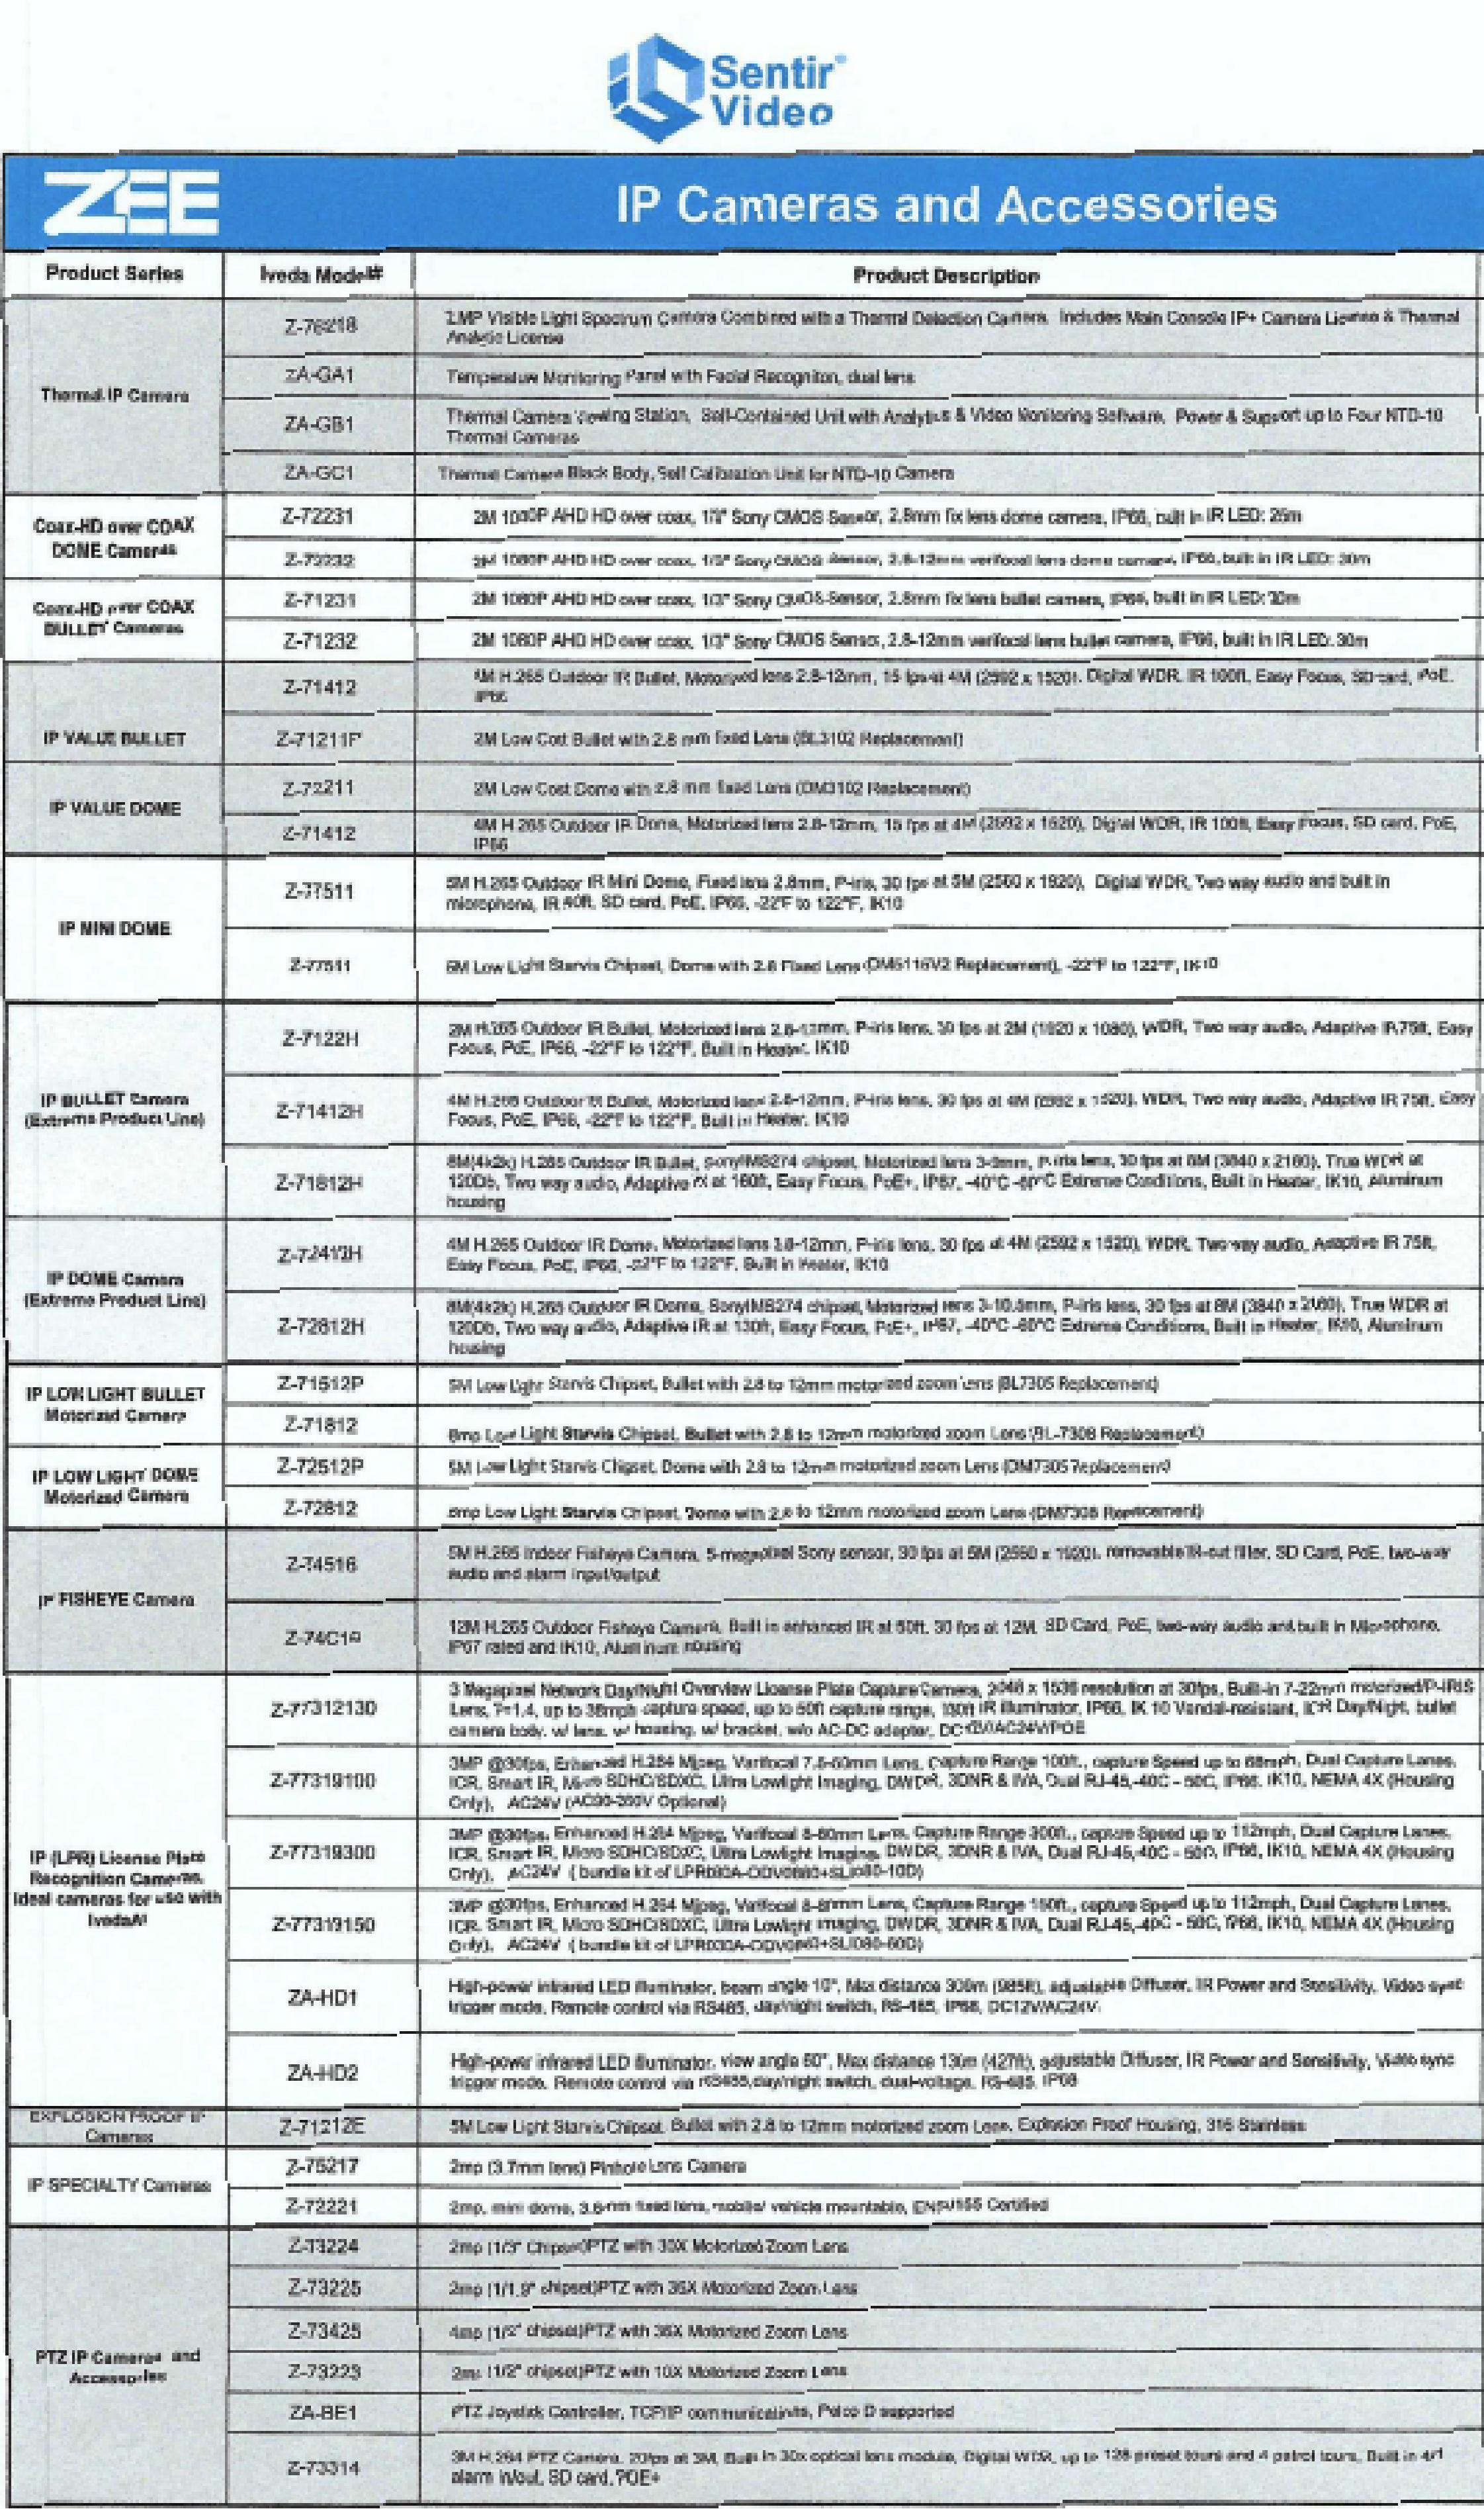 Sentir
Video
ZEE
IP Cameras and Accessories
Product Series
Iveda Model#
Product Description
Thermal IP Camera
Z-76218
2MP Visible Light Spectrum Camera Combined with a Thermal Detection Camera. Includes Main Console IP+ Camera License & Thermal
Analytic License
ZA-GA1
Temperature Monitoring Panel with Facial Recogniton, dual lens
ZA-GB1
Thermal Camera Viewing Station, Self-Contained Unit with Analytics & Video Monitoring Software, Power & Support up to Four NTD-10
Thermal Cameras
ZA-GC1
Thermal Camera Black Body, Self Calibration Unit for NTD-10 Camera
Coax-HD over COAX
DOME Cameras
Z-72231
2M 1080P AHD HD over coax, 1/3" Sony CMOS Sensor, 2.8mm fix lens dome camera, IP66, built in IR LED: 25m
Z-72232
2M 1080P AHD HD over coax, 1/3" Sony CMOS Sensor, 2.8-12mm verifocal lens dome camera, IP66, built in IR LED: 30m
Coax-HD over COAX
BULLET Cameras
Z-71231
2M 1080P AHD HD over coax, 1/3" Sony CMOS Sensor, 2.8mm fix lens bullet camera, IP66, built in IR LED: 30m
Z-71232
2M 1080P AHD HD over coax, 1/3" Sony CMOS Sensor, 2.8-12mm verifocal lens bullet camera, IP66, built in IR LED: 30m
IP VALUE BULLET
Z-71412
4M H.265 Outdoor IR Bullet, Motorized lens 2.8-12mm, 15 fps at 4M (2592 x 1520), Digital WDR, IR 100ft, Easy Focus, SD card, PoE,
IP66
Z-71211P
2M Low Cost Bullet with 2.8 mm fixed Lens (BL3102 Replacement)
IP VALUE DOME
Z-72211
2M Low Cost Dome with 2.8 mm fixed Lens (DM3102 Replacement)
Z-71412
4M H.265 Outdoor IR Dome, Motorized lens 2.8-12mm, 15 fps at 4M (2592 x 1520), Digital WDR, IR 100ft, Easy Focus, SD card, PoE,
IP66
IP MINI DOME
Z-77511
5M H.265 Outdoor IR Mini Dome, Fixed lens 2.8mm, P-iris, 30 fps at 5M (2560 x 1920), Digital WDR, Two way audio and built in
microphone, IR 40ft, SD card, PoE, IP66, -22°F to 122°F, IK10
Z-77511
5M Low Light Starvis Chipset, Dome with 2.8 Fixed Lens (DM5116V2 Replacement), -22°F to 122°F, IK10
IP BULLET Camera
(Extreme Product Line)
Z-7122H
2M H.265 Outdoor IR Bullet, Motorized lens 2.8-12mm, P-iris lens, 30 fps at 2M (1920 x 1080), WDR, Two way audio, Adaptive IR 75ft, Easy
Focus, PoE, IP66, -22°F to 122°F, Built in Heater, IK10
Z-71412H
4M H.265 Outdoor IR Bullet, Motorized lens 2.8-12mm, P-iris lens, 30 fps at 4M (2592 x 1520), WDR, Two way audio, Adaptive IR 75ft, Easy
Focus, PoE, IP66, -22°F to 122°F, Built in Heater, IK10
Z-71812H
8M(4k2k) H.265 Outdoor IR Bullet, SonyIMS274 chipset, Motorized lens 3-9mm, P-iris lens, 30 fps at 8M (3840 x 2160), True WDR at
120Db, Two way audio, Adaptive IR at 160ft, Easy Focus, PoE+, IP67, -40°C -60°C Extreme Conditions, Built in Heater, IK10, Aluminum
housing
IP DOME Camera
(Extreme Product Line)
Z-72412H
4M H.265 Outdoor IR Dome, Motorized lens 2.8-12mm, P-iris lens, 30 fps at 4M (2592 x 1520), WDR, Two way audio, Adaptive IR 75ft,
Easy Focus, PoE, IP66, -22°F to 122°F, Built in Heater, IK10
Z-72812H
8M(4k2k) H.265 Outdoor IR Dome, SonyIMS274 chipset, Motorized lens 3-10.5mm, P-iris lens, 30 fps at 8M (3840 x 2160), True WDR at
120Db, Two way audio, Adaptive IR at 130ft, Easy Focus, PoE+, IP67, -40°C -60°C Extreme Conditions, Built in Heater, IK10, Aluminum
housing
IP LOW LIGHT BULLET
Motorized Camera
Z-71512P
5M Low Light Starvis Chipset, Bullet with 2.8 to 12mm motorized zoom Lens (BL7305 Replacement)
Z-71812
8mp Low Light Starvis Chipset, Bullet with 2.8 to 12mm motorized zoom Lens (BL-7308 Replacement)
IP LOW LIGHT DOME
Motorized Camera
Z-72512P
5M Low Light Starvis Chipset, Dome with 2.8 to 12mm motorized zoom Lens (DM7305 Replacement)
Z-72812
8mp Low Light Starvis Chipset, Dome with 2.8 to 12mm motorized zoom Lens (DM7308 Replacement)
IP FISHEYE Camera
Z-74516
5M H.265 Indoor Fisheye Camera, 5-megapixel Sony sensor, 30 fps at 5M (2560 x 1920), removable IR-cut filter, SD Card, PoE, two-way
audio and alarm input/output
Z-74C19
12M H.265 Outdoor Fisheye Camera, Built in enhanced IR at 50ft, 30 fps at 12M, SD Card, PoE, two-way audio and built in Microphone,
IP67 rated and IK10, Aluminum housing
IP (LPR) License Plate
Recognition Cameras.
Ideal cameras for use with
IvedaAI
Z-77312130
3 Megapixel Network Day/Night Overview License Plate Capture Camera, 2048 x 1536 resolution at 30fps, Built-in 7-22mm motorized/P-IRIS
Lens, F=1.4, up to 38mph capture speed, up to 50ft capture range, 130ft IR illuminator, IP66, IK 10 Vandal-resistant, ICR Day/Night, bullet
camera body, w/ lens, w/ housing, w/ bracket, w/o AC-DC adapter, DC12V/AC24V/POE
Z-77319100
3MP @30fps, Enhanced H.264 Mjpeg, Varifocal 7.5-50mm Lens, Capture Range 100ft., capture Speed up to 68mph, Dual Capture Lanes,
ICR, Smart IR, Micro SDHC/SDXC, Ultra Lowlight Imaging, DWDR, 3DNR & IVA, Dual RJ-45,-40C - 50C, IP66, IK10, NEMA 4X (Housing
Only), AC24V (AC90-260V Optional)
Z-77319300
3MP @30fps, Enhanced H.264 Mjpeg, Varifocal 8-80mm Lens, Capture Range 300ft., capture Speed up to 112mph, Dual Capture Lanes,
ICR, Smart IR, Micro SDHC/SDXC, Ultra Lowlight Imaging, DWDR, 3DNR & IVA, Dual RJ-45,-40C - 50C, IP66, IK10, NEMA 4X (Housing
Only), AC24V ( bundle kit of
Z-77319150
3MP @30fps, Enhanced H.264 Mjpeg, Varifocal 8-80mm Lens, Capture Range 150ft., capture Speed up to 112mph, Dual Capture Lanes,
ICR, Smart IR, Micro SDHC/SDXC, Ultra Lowlight Imaging, DWDR, 3DNR & IVA, Dual RJ-45,-40C - 50C, IP66, IK10, NEMA 4X (Housing
Only), AC24V ( bundle kit of
ZA-HD1
High-power infrared LED illuminator, beam angle 10°, Max distance 300m (985ft), adjustable Diffuser, IR Power and Sensitivity, Video sync
trigger mode, Remote control via RS485, day/night switch, RS-485, IP68, DC12V/AC24V.
ZA-HD2
High-power infrared LED illuminator, view angle 60°, Max distance 130m (427ft), adjustable Diffuser, IR Power and Sensitivity, Video sync
trigger mode, Remote control via RS485,day/night switch, dual-voltage, RS-485, IP68
EXPLOSION PROOF IP
Cameras
Z-71212E
5M Low Light Starvis Chipset, Bullet with 2.8 to 12mm motorized zoom Lens, Explosion Proof Housing, 316 Stainless
IP SPECIALTY Cameras
Z-75217
2mp (3.7mm lens) Pinhole Lens Camera
Z-72221
2mp, mini dome, 3.6mm fixed lens, mobile/ vehicle mountable, EN50155 Certified
PTZ IP Cameras and
Accessories
Z-73224
2mp (1/3" Chipset)PTZ with 30X Motorized Zoom Lens
Z-73225
2mp (1/1.9" chipset)PTZ with 36X Motorized Zoom Lens
Z-73425
4mp (1/2" chipset)PTZ with 36X Motorized Zoom Lens
Z-73223
2mp (1/2" chipset)PTZ with 10X Motorized Zoom Lens
ZA-BE1
PTZ Joystick Controller, TCP/IP communications, Pelco D supported
Z-73314
3M H.264 PTZ Camera, 20fps at 3M, Built in 30x optical lens module, Digital WDR, up to 128 preset tours and 4 patrol tours, Built in 4/1
alarm in/out, SD card, POE+